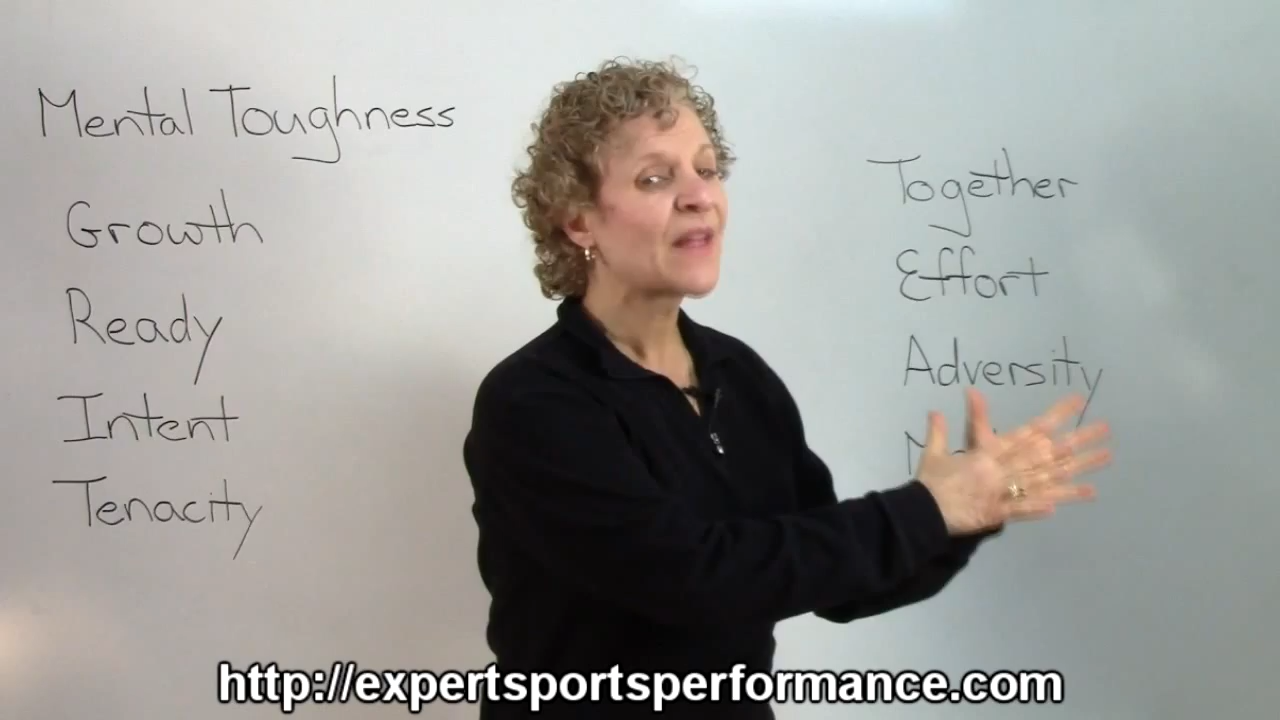 Mental Toughness
Growth
Ready
Intent
Tenacity
Together
Effort
Adversity
http://expertsportsperformance.com